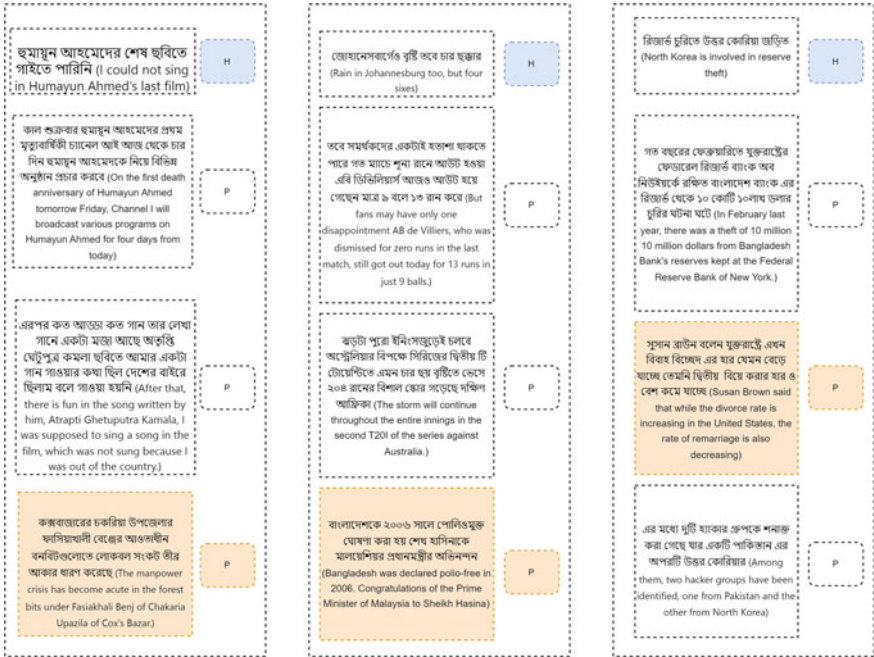 হুমায়ূন আহমেদের শেষ ছবিতে
গাইতে পারিনি (I could not sing
in Humayun Ahmed's last film)
H
কাল শুক্রবার হুমায়ূন আহমেদের প্রথম
মৃত্যুবার্ষিকী চ্যানেল আই আজ থেকে চার
দিন হুমায়ূন আহমেদকে নিয়ে বিভিন্ন
অনুষ্ঠান প্রচার করবে (On the first death
anniversary of Humayun Ahmed
tomorrow Friday, Channel I will
broadcast various programs on
Humayun Ahmed for four days from
today)
P
এরপর কত আড্ডা কত গান তার লেখা
গানে একটা মজা আছে অতৃপ্তি
ঘেটুপুত্র কমলা ছবিতে আমার একটা
গান গাওয়ার কথা ছিল দেশের বাইরে
ছিলাম বলে গাওয়া হয়নি (After that,
there is fun in the song written by
him, Atrapti Ghetuputra Kamala, I
was supposed to sing a song in the
film, which was not sung because I
was out of the country.)
P
কক্সবাজারের চকরিয়া উপজেলার
ফাসিয়াখালী বেঞ্জের আওতাধীন
বনবিটগুলোতে লোকবল সংকট তীব্র
আকার ধারণ করেছে (The manpower
crisis has become acute in the forest
bits under Fasiakhali Benj of Chakaria
Upazila of Cox's Bazar.)
P
জোহানেসবার্গেও বৃষ্টি তবে চার ছক্কার
(Rain in Johannesburg too, but four
sixes)
H
তবে সমর্থকদের একটাই হতাশা থাকতে
পারে গত ম্যাচে শূন্য রানে আউট হওয়া
এবি ডিভিলিয়ার্স আজও আউট হয়ে
গেছেন মাত্র ৯ বলে ১৩ রান করে (But
fans may have only one
disappointment AB de Villiers, who was
dismissed for zero runs in the last
match, still got out today for 13 runs in
just 9 balls.)
P
ঝড়টা পুরো ইনিংসজুড়েই চলবে
অস্ট্রেলিয়ার বিপক্ষে সিরিজের দ্বিতীয় টি
টোয়েন্টিতে এমন চার ছয় বৃষ্টিতে ভেসে
২০৪ রানের বিশাল স্কোর গড়েছে দক্ষিণ
আফ্রিকা (The storm will continue
throughout the entire innings in the
second T20I of the series against
Australia.)
P
বাংলাদেশকে ২০০৬ সালে পোলিওমুক্ত
ঘোষণা করা হয় শেখ হাসিনাকে
মালয়েশিয়ার প্রধানমন্ত্রীর অভিনন্দন
(Bangladesh was declared polio-free in
2006. Congratulations of the Prime
Minister of Malaysia to Sheikh Hasina)
P
রিজার্ভ চুরিতে উত্তর কোরিয়া জড়িত
(North Korea is involved in reserve
theft)
H
গত বছরের ফেব্রুয়ারিতে যুক্তরাষ্ট্রের
ফেডারেল রিজার্ভ ব্যাংক অব
নিউইয়র্কে রক্ষিত বাংলাদেশ ব্যাংক এর
রিজার্ভ থেকে ১০ কোটি ১০লাখ ডলার
চুরির ঘটনা ঘটে (In February last
year, there was a theft of 10 million
10 million dollars from Bangladesh
Bank's reserves kept at the Federal
Reserve Bank of New York.)
P
সুসান ব্রাউন বলেন যুক্তরাষ্ট্রে এখন
বিবাহ বিচ্ছেদ এর হার যেমন বেড়ে
যাচ্ছে তেমনি দ্বিতীয় বিয়ে করার হার ও
বেশ কমে যাচ্ছে (Susan Brown said
that while the divorce rate is
increasing in the United States, the
rate of remarriage is also
decreasing)
P
এর মধ্যে দুটি হ্যাকার গ্রুপকে শনাক্ত
করা গেছে যার একটি পাকিস্তান এর
অপরটি উত্তর কোরিয়ার (Among
them, two hacker groups have been
identified, one from Pakistan and the
other from North Korea)
P